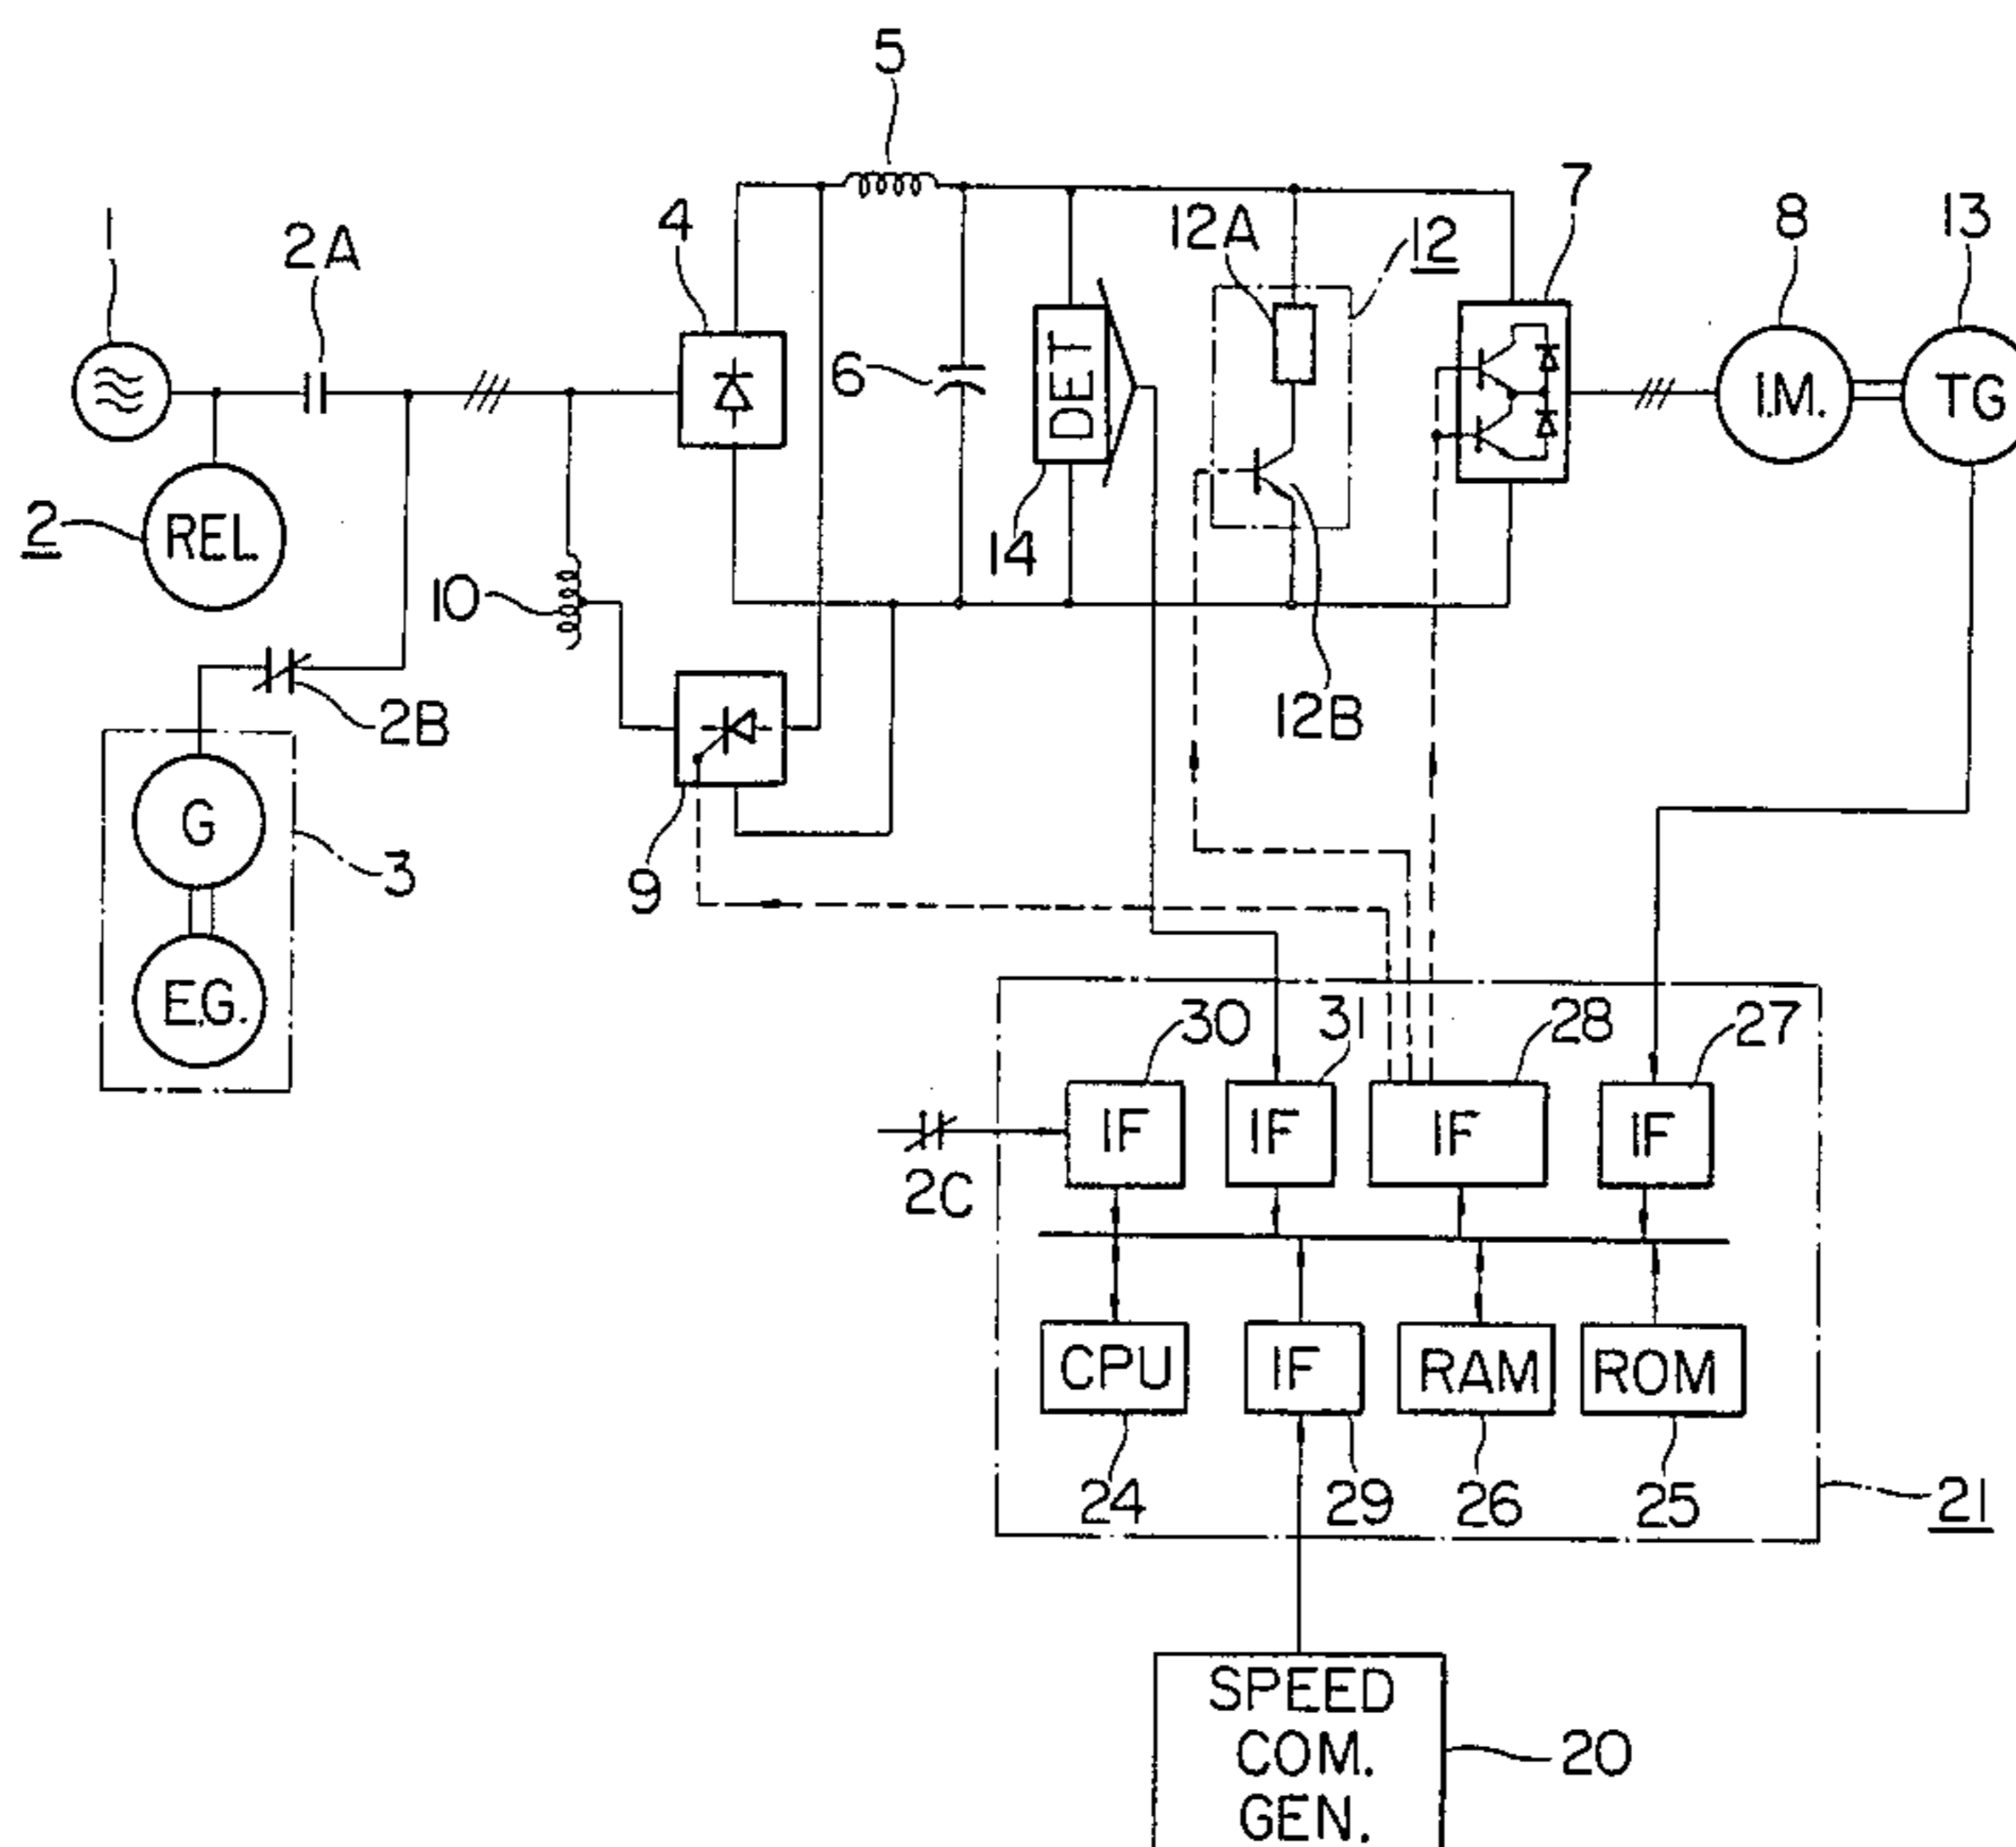 5
7
1
2A
4
12A
12
8
13
6
DET
I.M.
TG
2
REL
10
14
2B
12B
G
9
3
E.G.
30
31
28
27
IF
IF
IF
IF
2C
CPU
IF
RAM
ROM
24
29
26
25
21
SPEED
COM.
GEN.
20